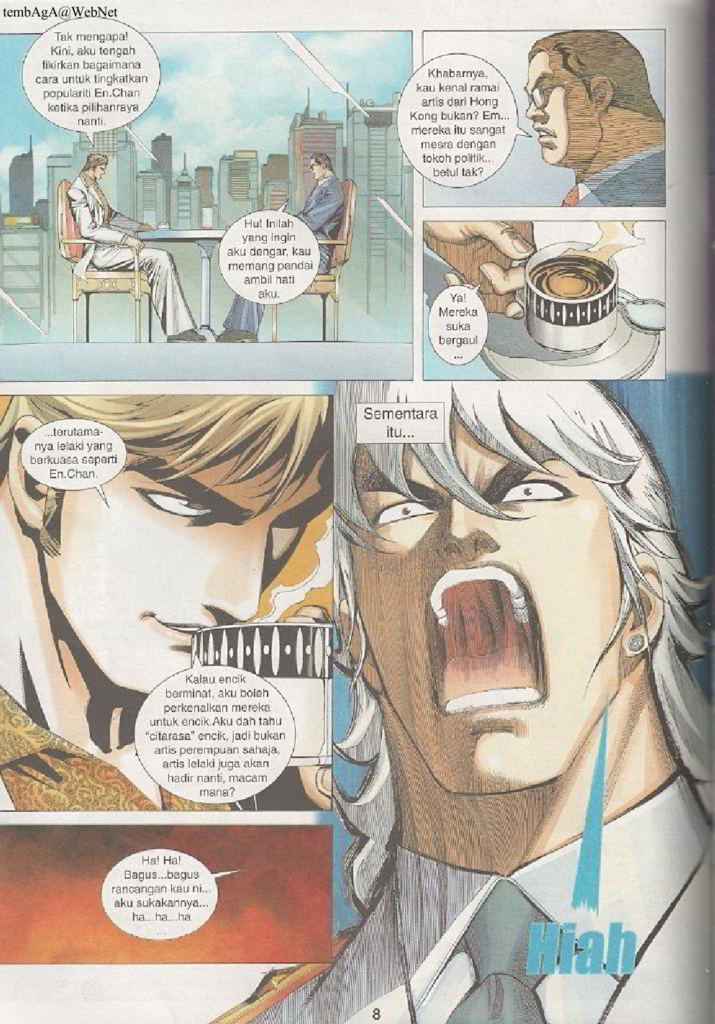 tembAgA@WebNet
Tak mengapa!
Kini, aku tengah
fikirkan bagaimana
cara untuk tingkatkan
populariti En.Chan
ketika pilihanraya
nanti.
Hu! Inilah
yang ingin
aku dengar, kau
memang pandai
ambil hati
aku.
Khabarnya,
kau kenal ramai
artis dari Hong
Kong bukan? Em...
mereka itu sangat
mesra dengan
tokoh politik...
betul tak?
Ya!
Mereka
suka
bergaul
...
...terutama-
nya lelaki yang
berkuasa seperti
En.Chan.
Kalau encik
berminat, aku boleh
perkenalkan mereka
untuk encik.Aku dah tahu
"citarasa" encik, jadi bukan
artis perempuan sahaja,
artis lelaki juga akan
hadir nanti, macam
mana?
Ha! Ha!
Bagus...bagus
rancangan kau ni...
aku sukakannya...
ha...ha...ha
...
Sementara
itu...
Hiah
8